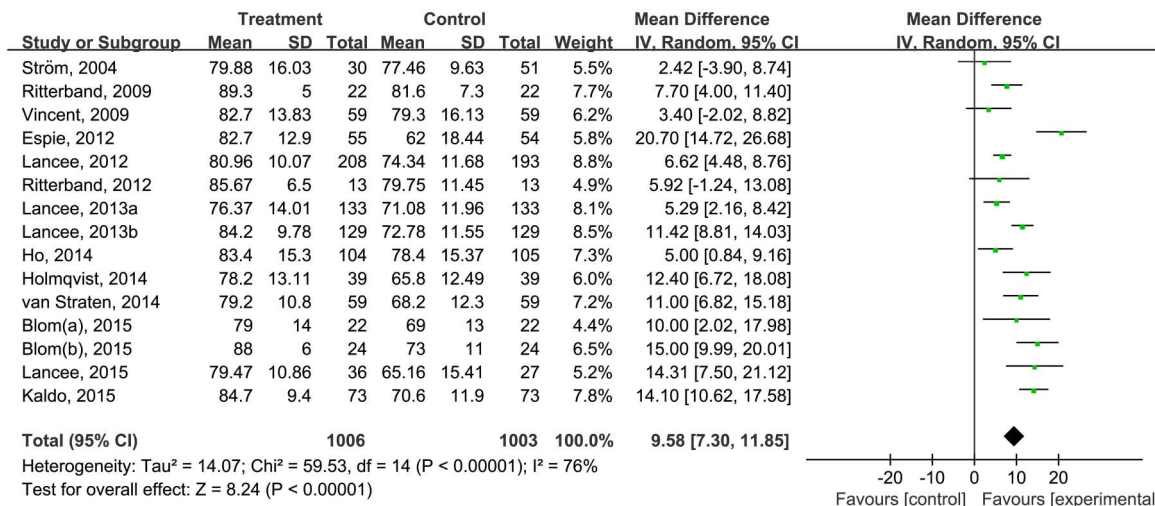 Treatment Control Mean Difference Mean Difference
Study or Subgroup Mean SD Total Mean SD Total Weight IV, Random, 95% CI IV, Random, 95% CI
Ström, 2004 79.88 16.03 30 77.46 9.63 51 5.5% 2.42 [-3.90, 8.74]
Ritterband, 2009 89.3 5 22 81.6 7.3 22 7.7% 7.70 [4.00, 11.40]
Vincent, 2009 82.7 13.83 59 79.3 16.13 59 6.2% 3.40 [-2.02, 8.82]
Espie, 2012 82.7 12.9 55 62 18.44 54 5.8% 20.70 [14.72, 26.68]
Lancee, 2012 80.96 10.07 208 74.34 11.68 193 8.8% 6.62 [4.48, 8.76]
Ritterband, 2012 85.67 6.5 13 79.75 11.45 13 4.9% 5.92 [-1.24, 13.08]
Lancee, 2013a 76.37 14.01 133 71.08 11.96 133 8.1% 5.29 [2.16, 8.42]
Lancee, 2013b 84.2 9.78 129 72.78 11.55 129 8.5% 11.42 [8.81, 14.03]
Ho, 2014 83.4 15.3 104 78.4 15.37 105 7.2% 5.00 [0.84, 9.16]
Holmqvist, 2014 78.2 13.11 39 65.8 12.49 39 6.0% 12.40 [6.72, 18.08]
van Straten, 2014 79.2 10.8 59 68.2 12.3 59 7.2% 11.00 [6.82, 15.18]
Blom(a), 2015 79 14 22 69 13 22 4.4% 10.00 [2.02, 17.98]
Blom(b), 2015 88 6 24 73 11 24 6.5% 15.00 [9.99, 20.01]
Lancee, 2015 79.47 10.86 36 65.16 15.41 27 5.2% 14.31 [7.50, 21.12]
Kaldo, 2015 84.7 9.4 73 70.6 11.9 73 7.8% 14.10 [10.62, 17.58]
Total (95% CI) 1006 1003 100.0% 9.58 [7.30, 11.85]
Heterogeneity: Tau² = 14.07; Chi² = 59.53, df = 14 (P < 0.00001); I² = 76%
Test for overall effect: Z = 8.24 (P < 0.00001)
-20 -10 0 10 20
Favours [control] Favours [experimental